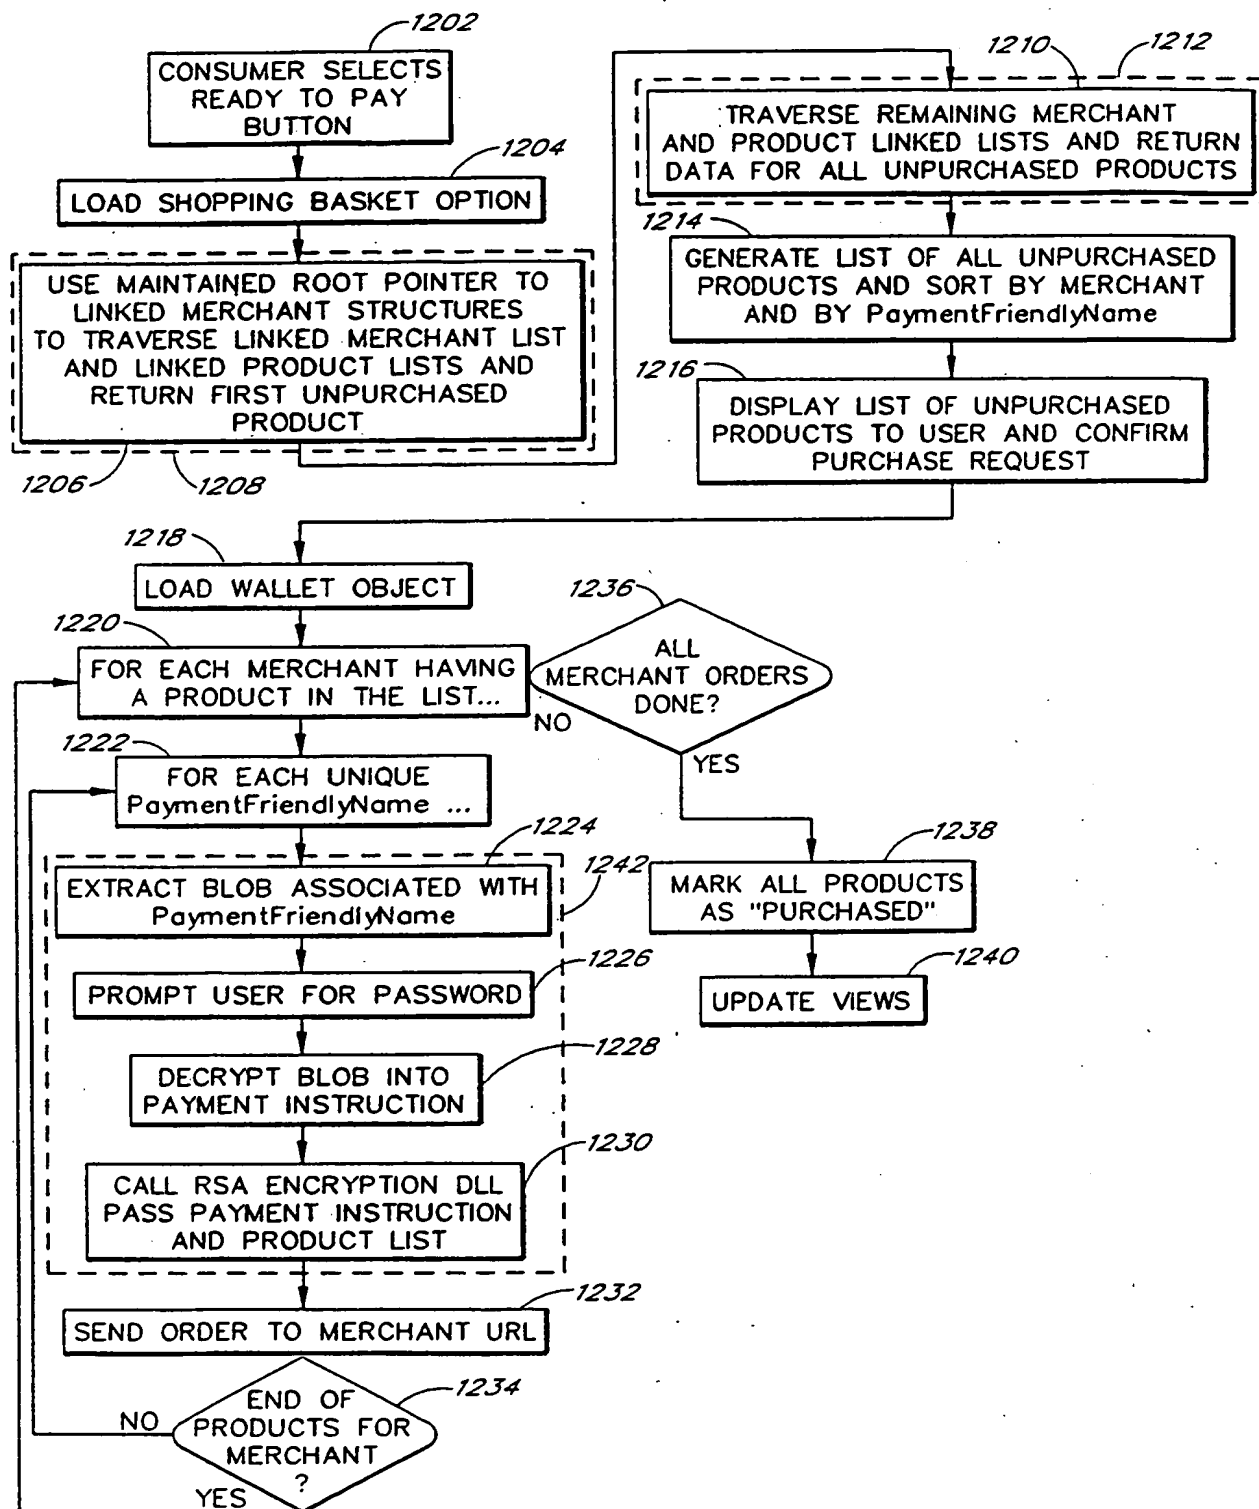 1202
CONSUMER SELECTS
READY TO PAY
BUTTON
1204
LOAD SHOPPING BASKET OPTION
USE MAINTAINED ROOT POINTER TO
LINKED MERCHANT STRUCTURES
TO TRAVERSE LINKED MERCHANT LIST
AND LINKED PRODUCT LISTS AND
RETURN FIRST UNPURCHASED
PRODUCT
1206
1208
1210
1212
TRAVERSE REMAINING MERCHANT
AND PRODUCT LINKED LISTS AND RETURN
DATA FOR ALL UNPURCHASED PRODUCTS
1214
GENERATE LIST OF ALL UNPURCHASED
PRODUCTS AND SORT BY MERCHANT
AND BY PaymentFriendlyName
1216
DISPLAY LIST OF UNPURCHASED
PRODUCTS TO USER AND CONFIRM
PURCHASE REQUEST
1218
LOAD WALLET OBJECT
1220
FOR EACH MERCHANT HAVING
A PRODUCT IN THE LIST...
1222
FOR EACH UNIQUE
PaymentFriendlyName ...
1224
1242
EXTRACT BLOB ASSOCIATED WITH
PaymentFriendlyName
1226
PROMPT USER FOR PASSWORD
1228
DECRYPT BLOB INTO
PAYMENT INSTRUCTION
1230
CALL RSA ENCRYPTION DLL
PASS PAYMENT INSTRUCTION
AND PRODUCT LIST
1232
SEND ORDER TO MERCHANT URL
1234
END OF
PRODUCTS FOR
MERCHANT
?
NO
YES
1236
ALL
MERCHANT ORDERS
DONE?
NO
YES
1238
MARK ALL PRODUCTS
AS "PURCHASED"
1240
UPDATE VIEWS